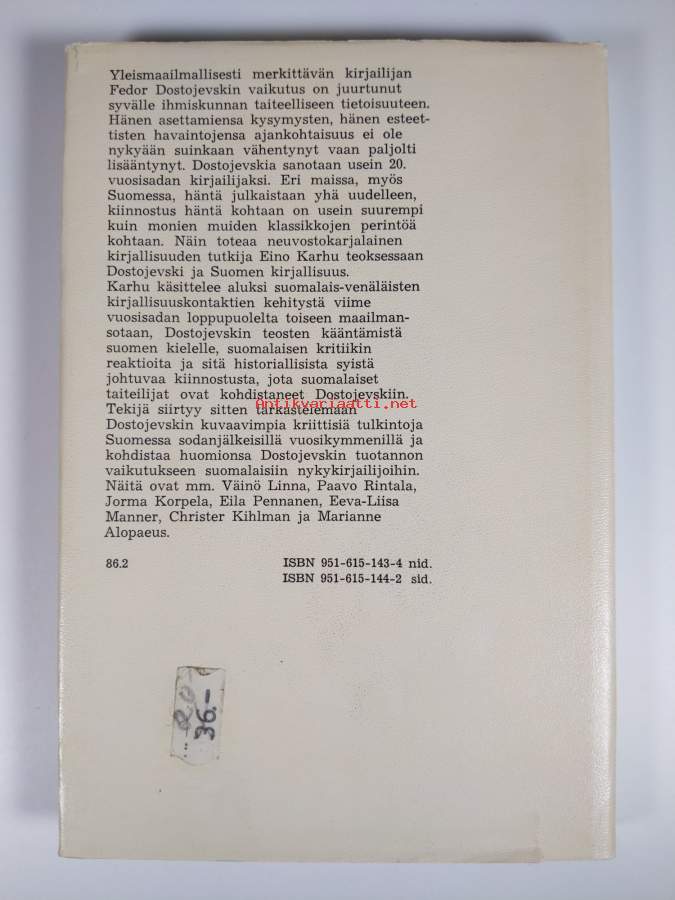 Yleismaailmallisesti merkittävän kirjailijan
Fedor Dostojevskin vaikutus on juurtunut
syvälle ihmiskunnan taiteelliseen tietoisuuteen.
Hänen asettamiensa kysymysten, hänen esteet-
tisten havaintojensa ajankohtaisuus ei ole
nykyään suinkaan vähentynyt vaan paljolti
lisääntynyt. Dostojevskia sanotaan usein 20.
vuosisadan kirjailijaksi. Eri maissa, myös
Suomessa, häntä julkaistaan yhä uudelleen,
kiinnostus häntä kohtaan on usein suurempi
kuin monien muiden klassikkojen perintöä
kohtaan. Näin toteaa neuvostokarjalainen
kirjallisuuden tutkija Eino Karhu teoksessaan
Dostojevski ja Suomen kirjallisuus.
Karhu käsittelee aluksi suomalais-venäläisten
kirjallisuuskontaktien kehitystä viime
vuosisadan loppupuolelta toiseen maailman-
sotaan, Dostojevskin teosten kääntämistä
suomen kielelle, suomalaisen kritiikin
reaktioita ja sitä historiallisista syistä
johtuvaa kiinnostusta, jota suomalaiset
taiteilijat ovat kohdistaneet Dostojevskiin.
Antikvariaatti.net
Tekijä siirtyy sitten tarkastelemaan
Dostojevskin kuvaavimpia kriittisiä tulkintoja
Suomessa sodanjälkeisillä vuosikymmenillä ja
kohdistaa huomionsa Dostojevskin tuotannon
vaikutukseen suomalaisiin nykykirjailijoihin.
Näitä ovat mm. Väinö Linna, Paavo Rintala,
Jorma Korpela, Eila Pennanen, Eeva-Liisa
Manner, Christer Kihlman ja Marianne
Alopaeus.
86.2
ISBN 951-615-143-4 nid.
ISBN 951-615-144-2 sid.
36.-